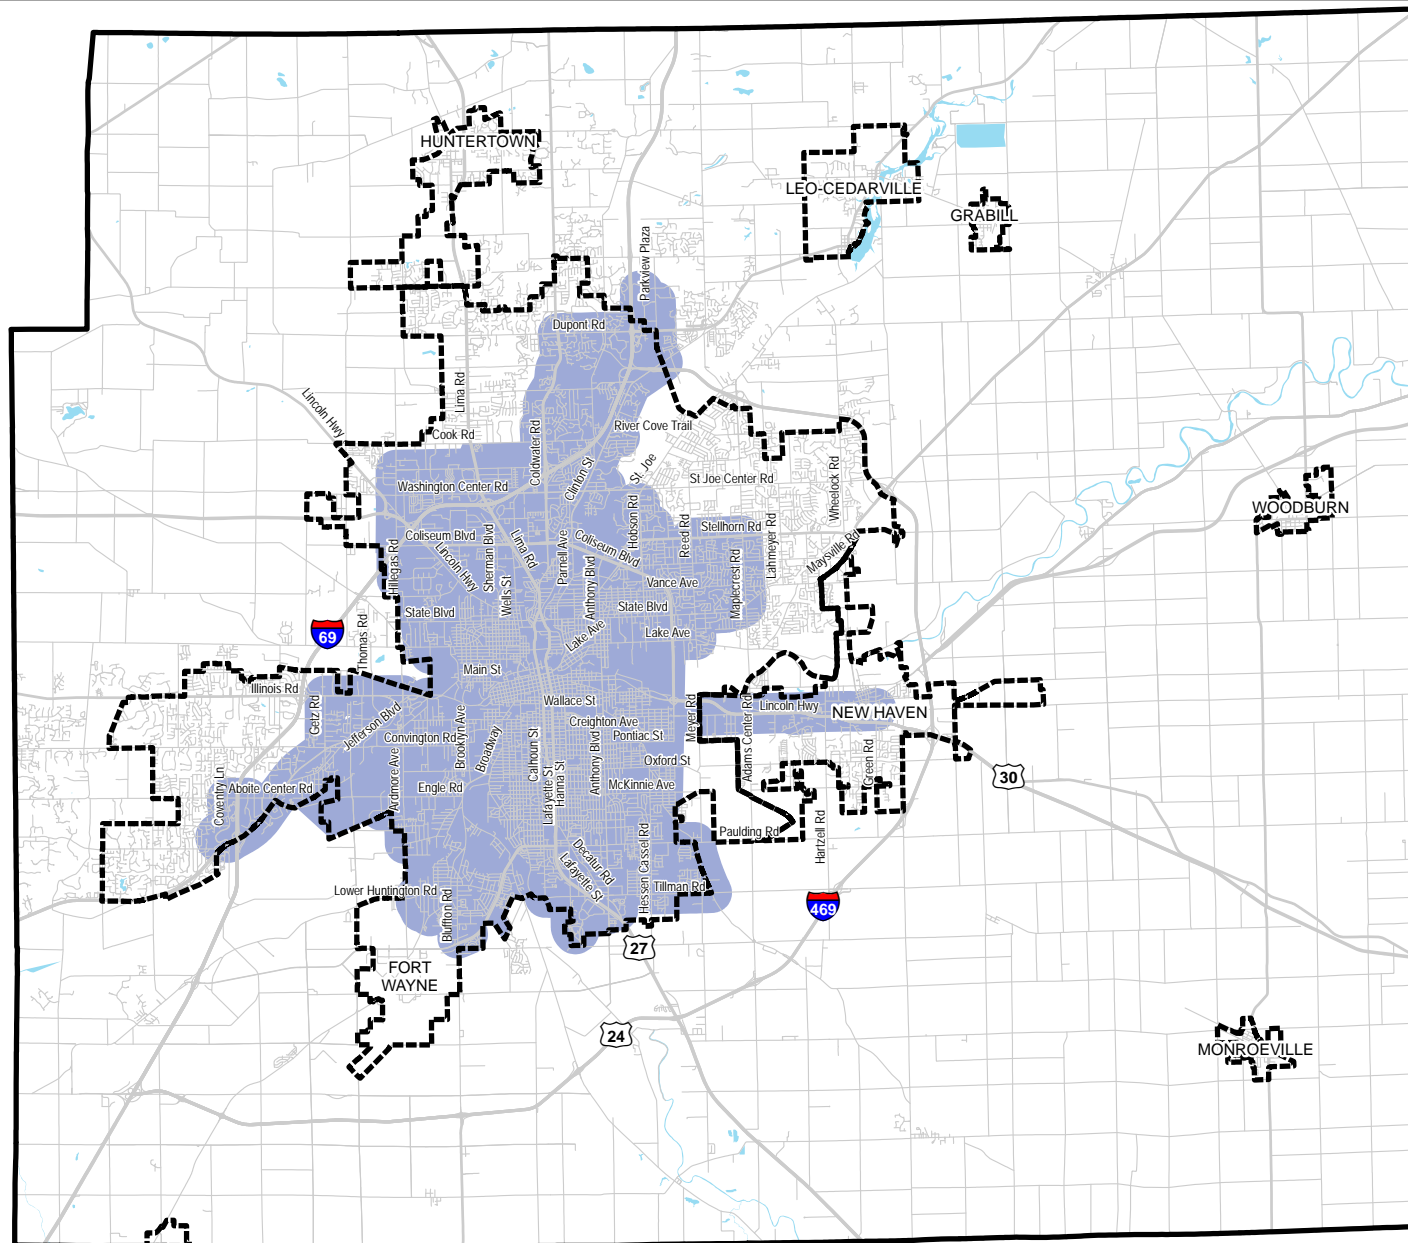 HUNTERTOWN
LEO-CEDARVILLE
GRABILL
Parkview Plaza
Dupont Rd
Lincoln Hwy
Lima Rd
Cook Rd
Coldwater Rd
River Cove Trail
Clinton St
St. Joe
St Joe Center Rd
Washington Center Rd
Wheelock Rd
WOODBURN
Hobson Rd
Reed Rd
Stellhorn Rd
Lahmeyer Rd
Coliseum Blvd
Lincoln Hwy
Sherman Blvd
Lima Rd
Parnell Ave
Coliseum Blvd
Maysville Rd
Hillegas Rd
Wells St
Anthony Blvd
Vance Ave
Maplecrest Rd
State Blvd
State Blvd
Lake Ave
Lake Ave
69
Thomas Rd
Main St
Illinois Rd
Getz Rd
Wallace St
Meyer Rd
Adams Center Rd
Lincoln Hwy
NEW HAVEN
Jefferson Blvd
Brooklyn Ave
Broadway
Creighton Ave
Convington Rd
Pontiac St
Calhoun St
Anthony Blvd
Oxford St
Green Rd
30
Ardmore Ave
Lafayette St
Hanna St
Coventry Ln
Aboite Center Rd
Engle Rd
McKinnie Ave
Hessen Cassel Rd
Paulding Rd
Hartzell Rd
Decatur Rd
Lafayette St
Tillman Rd
Lower Huntington Rd
Bluffton Rd
469
27
FORT
WAYNE
24
MONROEVILLE